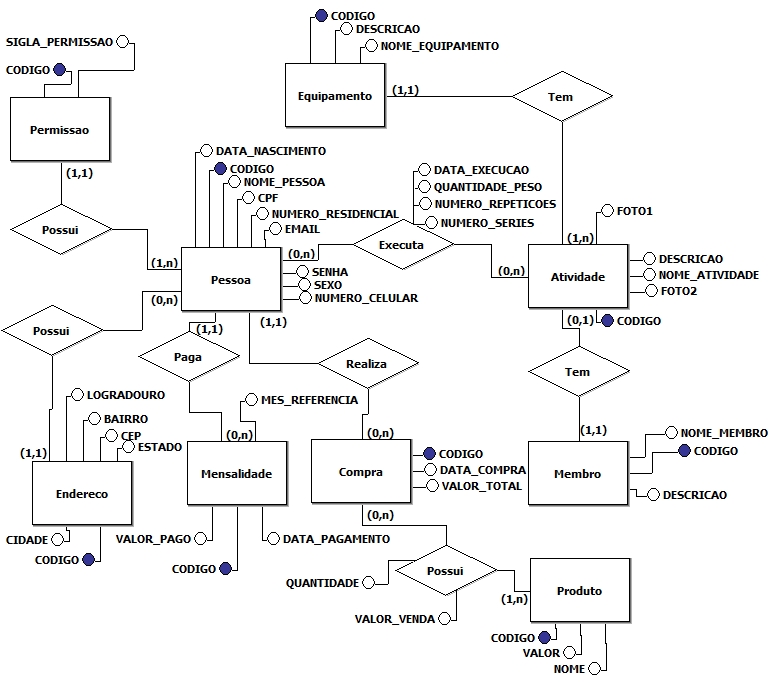 CODIGO
DESCRICAO
NOME_EQUIPAMENTO
SIGLA_PERMISSAO
CODIGO
Equipamento
(1,1)
Tem
Permissao
(1,1)
DATA_NASCIMENTO
CODIGO
NOME_PESSOA
CPF
NUMERO_RESIDENCIAL
EMAIL
DATA_EXECUCAO
QUANTIDADE_PESO
NUMERO_REPETICOES
NUMERO_SERIES
FOTO1
Possui
(1,n)
Pessoa
(0,n)
Executa
(0,n)
(1,n)
Atividade
DESCRICAO
NOME_ATIVIDADE
FOTO2
SENHA
SEXO
NUMERO_CELULAR
(0,n)
Possui
(1,1)
(1,1)
(0,1)
CODIGO
Paga
Realiza
Tem
LOGRADOURO
BAIRRO
CEP
ESTADO
MES_REFERENCIA
(1,1)
(0,n)
(0,n)
(1,1)
NOME_MEMBRO
CODIGO
DESCRICAO
Endereco
Mensalidade
Compra
CODIGO
DATA_COMPRA
VALOR_TOTAL
Membro
(0,n)
CIDADE
CODIGO
VALOR_PAGO
CODIGO
DATA_PAGAMENTO
QUANTIDADE
Possui
VALOR_VENDA
(1,n)
Produto
CODIGO
VALOR
NOME